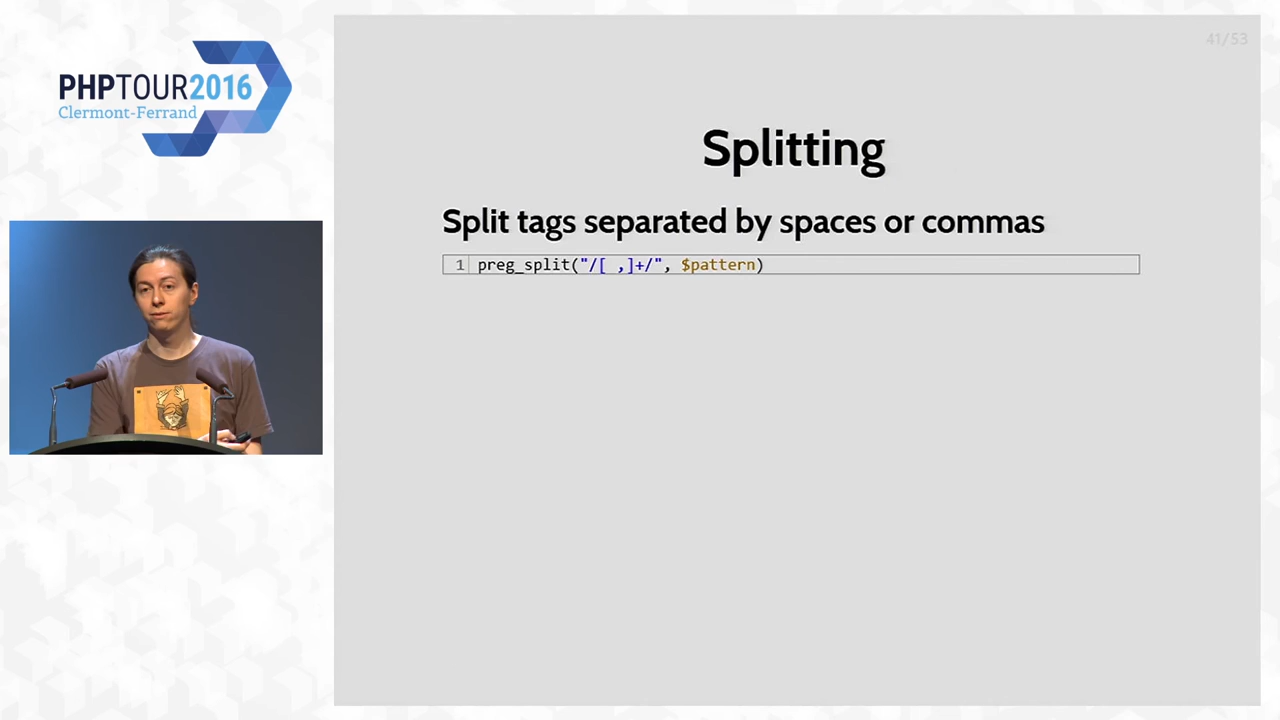 PHPTOUR2016
Clermont-Ferrand
41/53
Splitting
Split tags separated by spaces or commas
1 preg_split("/[ ,]+/", $pattern)